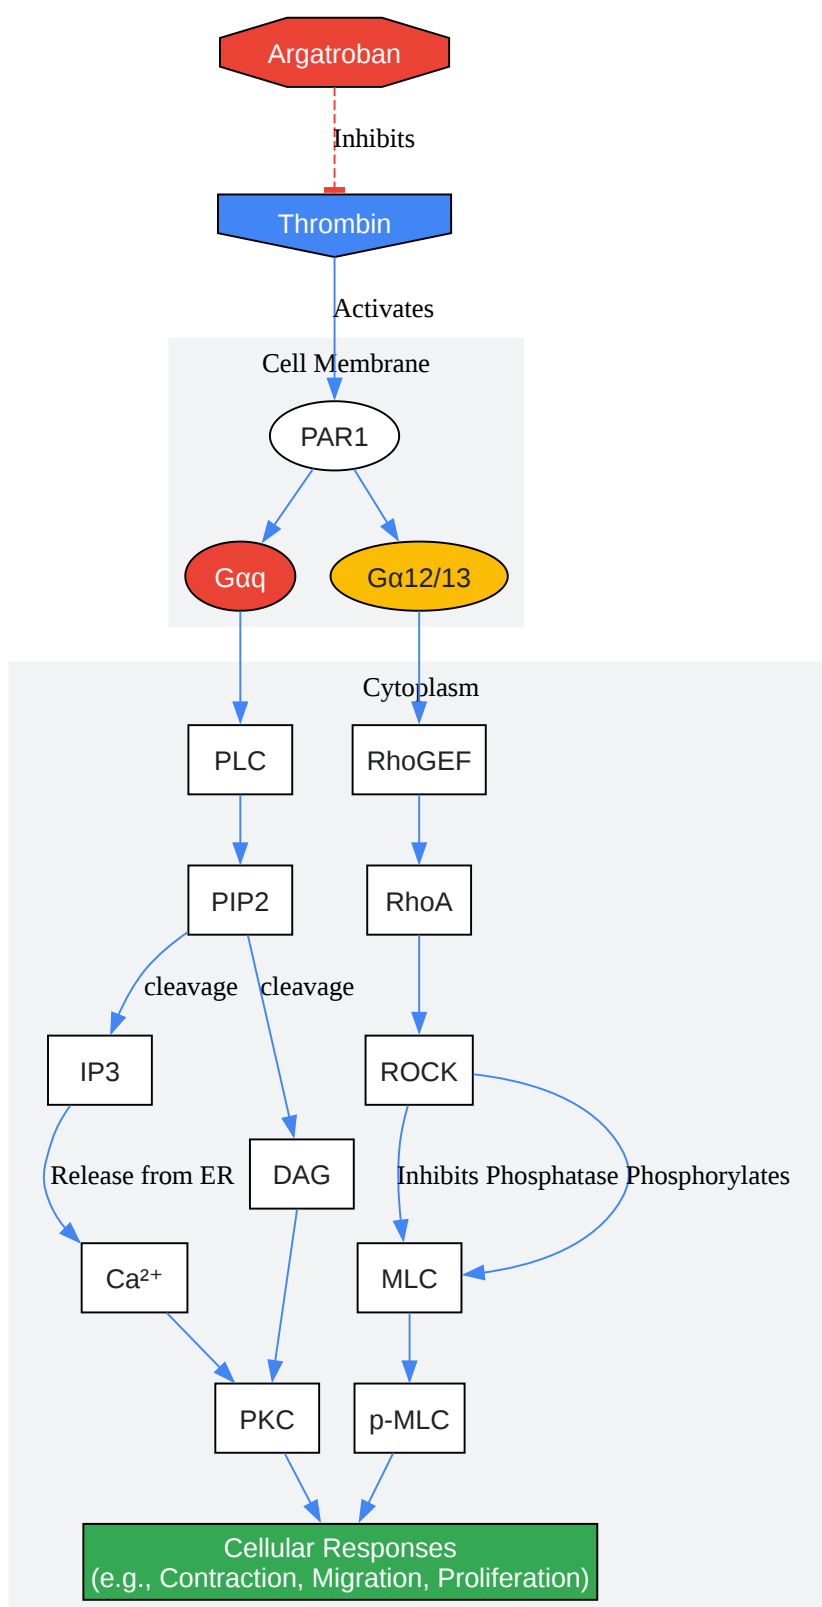 Argatroban
Inhibits
Thrombin
Activates
Cell Membrane
PAR1
Gαq
Gα12/13
Cytoplasm
PLC
RhoGEF
PIP2
RhoA
cleavage
cleavage
IP3
ROCK
Release from ER
DAG
Inhibits Phosphatase
Phosphorylates
Ca²⁺
MLC
PKC
p-MLC
Cellular Responses
(e.g., Contraction, Migration, Proliferation)